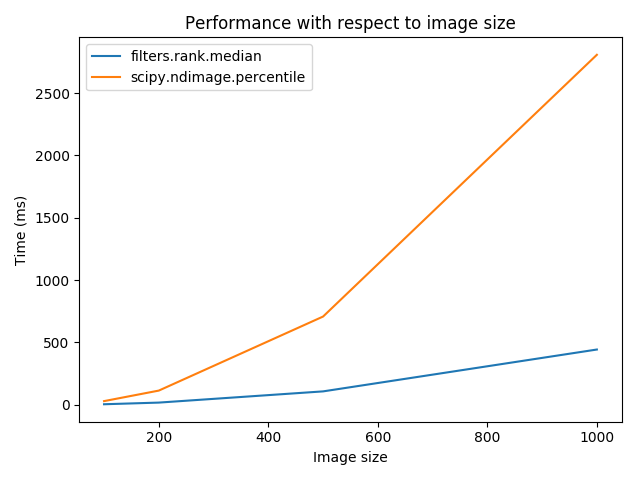 Performance with respect to image size
filters.rank.median
scipy.ndimage.percentile
Time (ms)
2500
2000
1500
1000
500
0
200 400 600 800 1000
Image size